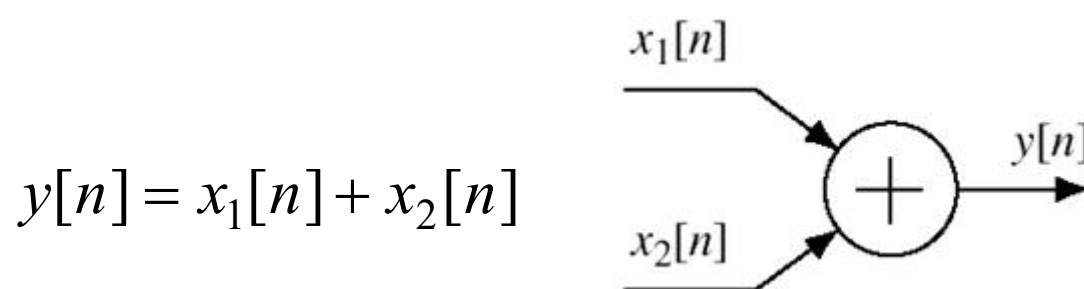 x₁[n]
y[n] = x₁[n] + x₂[n]
+
y[n]
x₂[n]